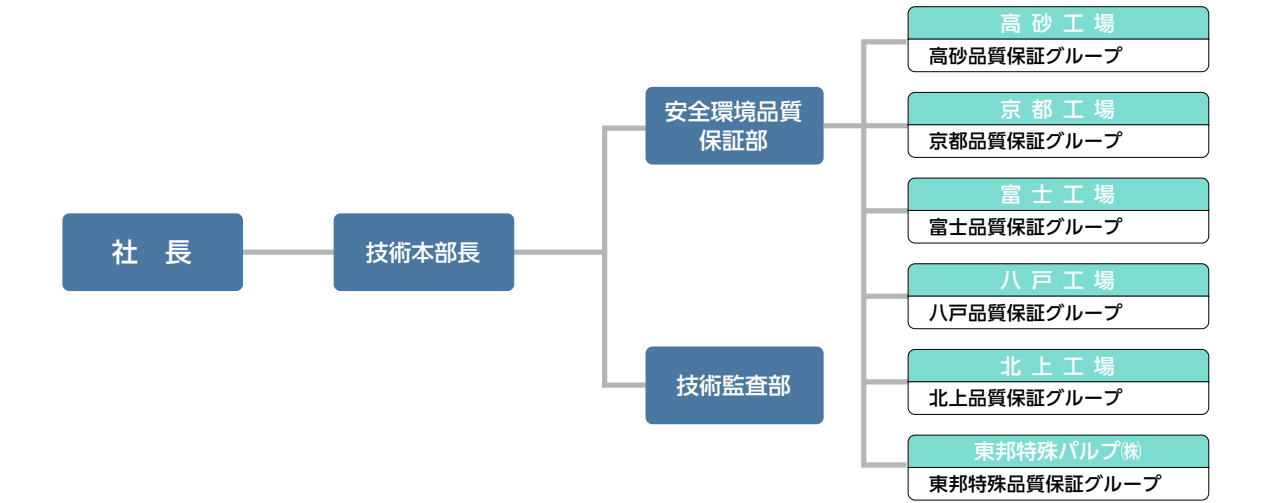 社　長
技術本部長
安全環境品質
保証部
技術監査部
高 砂 工 場
高砂品質保証グループ
京 都 工 場
京都品質保証グループ
富 士 工 場
富士品質保証グループ
八 戸 工 場
八戸品質保証グループ
北 上 工 場
北上品質保証グループ
東邦特殊パルプ㈱
東邦特殊品質保証グループ